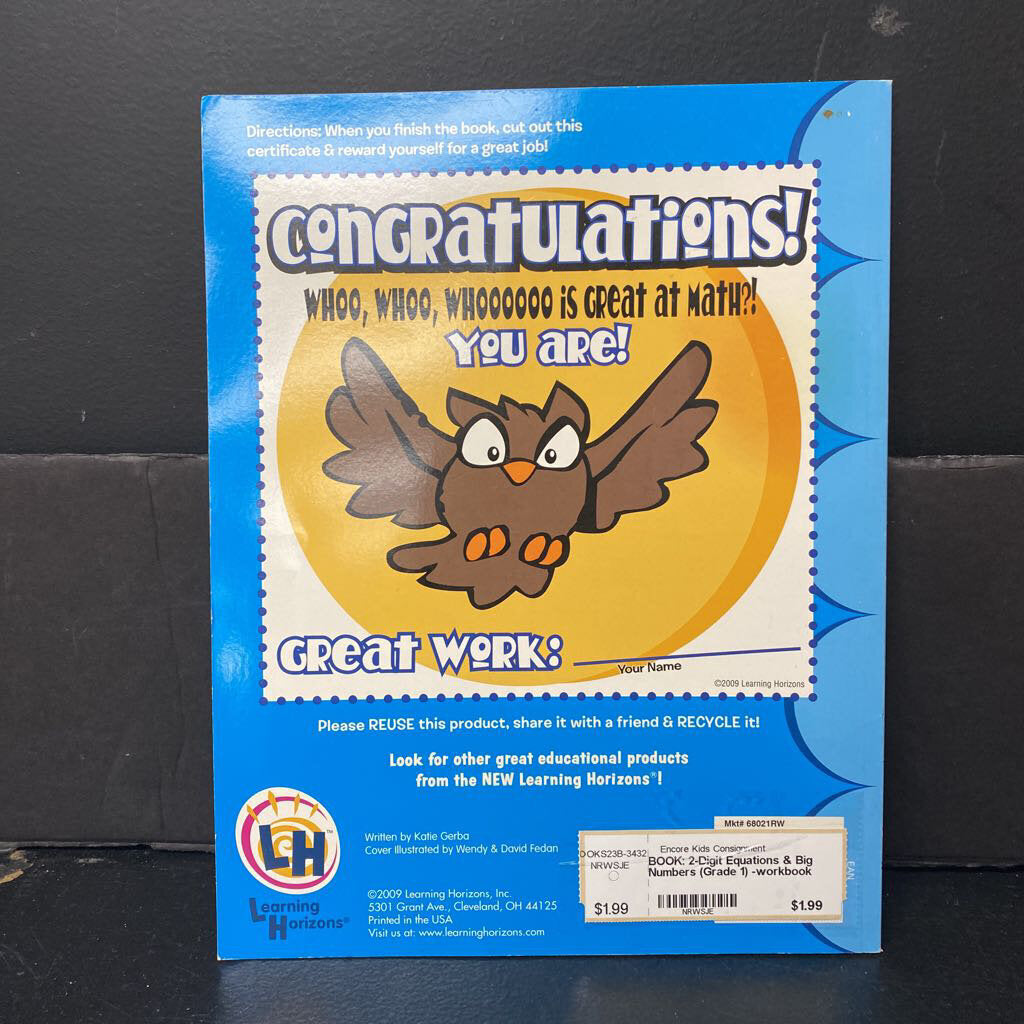 Directions: When you finish the book, cut out this
certificate & reward yourself for a great job!
CONGRatULatiONS!
WHOO, WHOO, WHOOOOOO iS GReat at MatH?!
YOU aRe!
GReat WORK:
Your Name
©2009 Learning Horizons
Please REUSE this product, share it with a friend & RECYCLE it!
Look for other great educational products
from the NEW Learning Horizons®!
LH™
Learning
Horizons®
Written by Katie Gerba
Cover Illustrated by Wendy & David Fedan
©2009 Learning Horizons, Inc.
5301 Grant Ave., Cleveland, OH 44125
Printed in the USA
Visit us at: www.learninghorizons.com
Mkt# 68021RW
OOKS23B-3432
NRWSJE
$1.99
Encore Kids Consignment
BOOK: 2-Digit Equations & Big
Numbers (Grade 1) -workbook
NRWSJE
$1.99
EAN